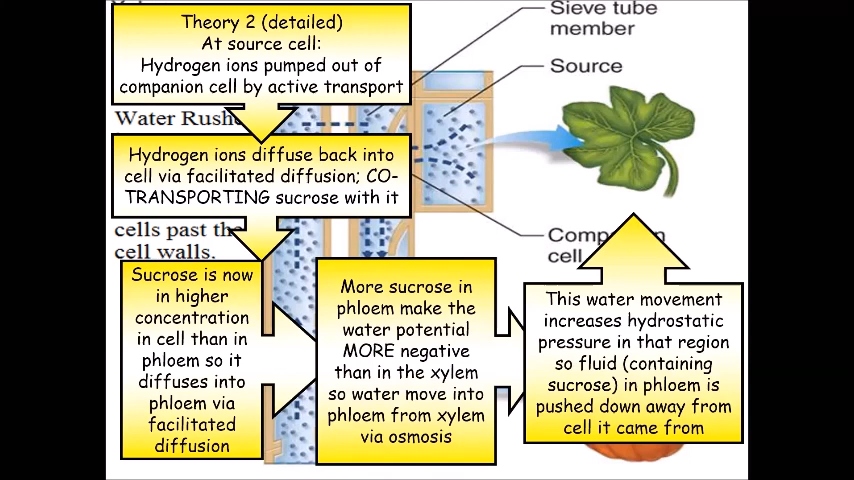 Theory 2 (detailed)
At source cell:
Hydrogen ions pumped out of
companion cell by active transport
Sieve tube
member
Source
Water Rush
Hydrogen ions diffuse back into
cell via facilitated diffusion; CO-
TRANSPORTING sucrose with it
cells past the
cell walls.
cell
Sucrose is now
in higher
concentration
in cell than in
phloem so it
diffuses into
phloem via
facilitated
diffusion
More sucrose in
phloem make the
water potential
MORE negative
than in the xylem
so water move into
phloem from xylem
via osmosis
This water movement
increases hydrostatic
pressure in that region
so fluid (containing
sucrose) in phloem is
pushed down away from
cell it came from